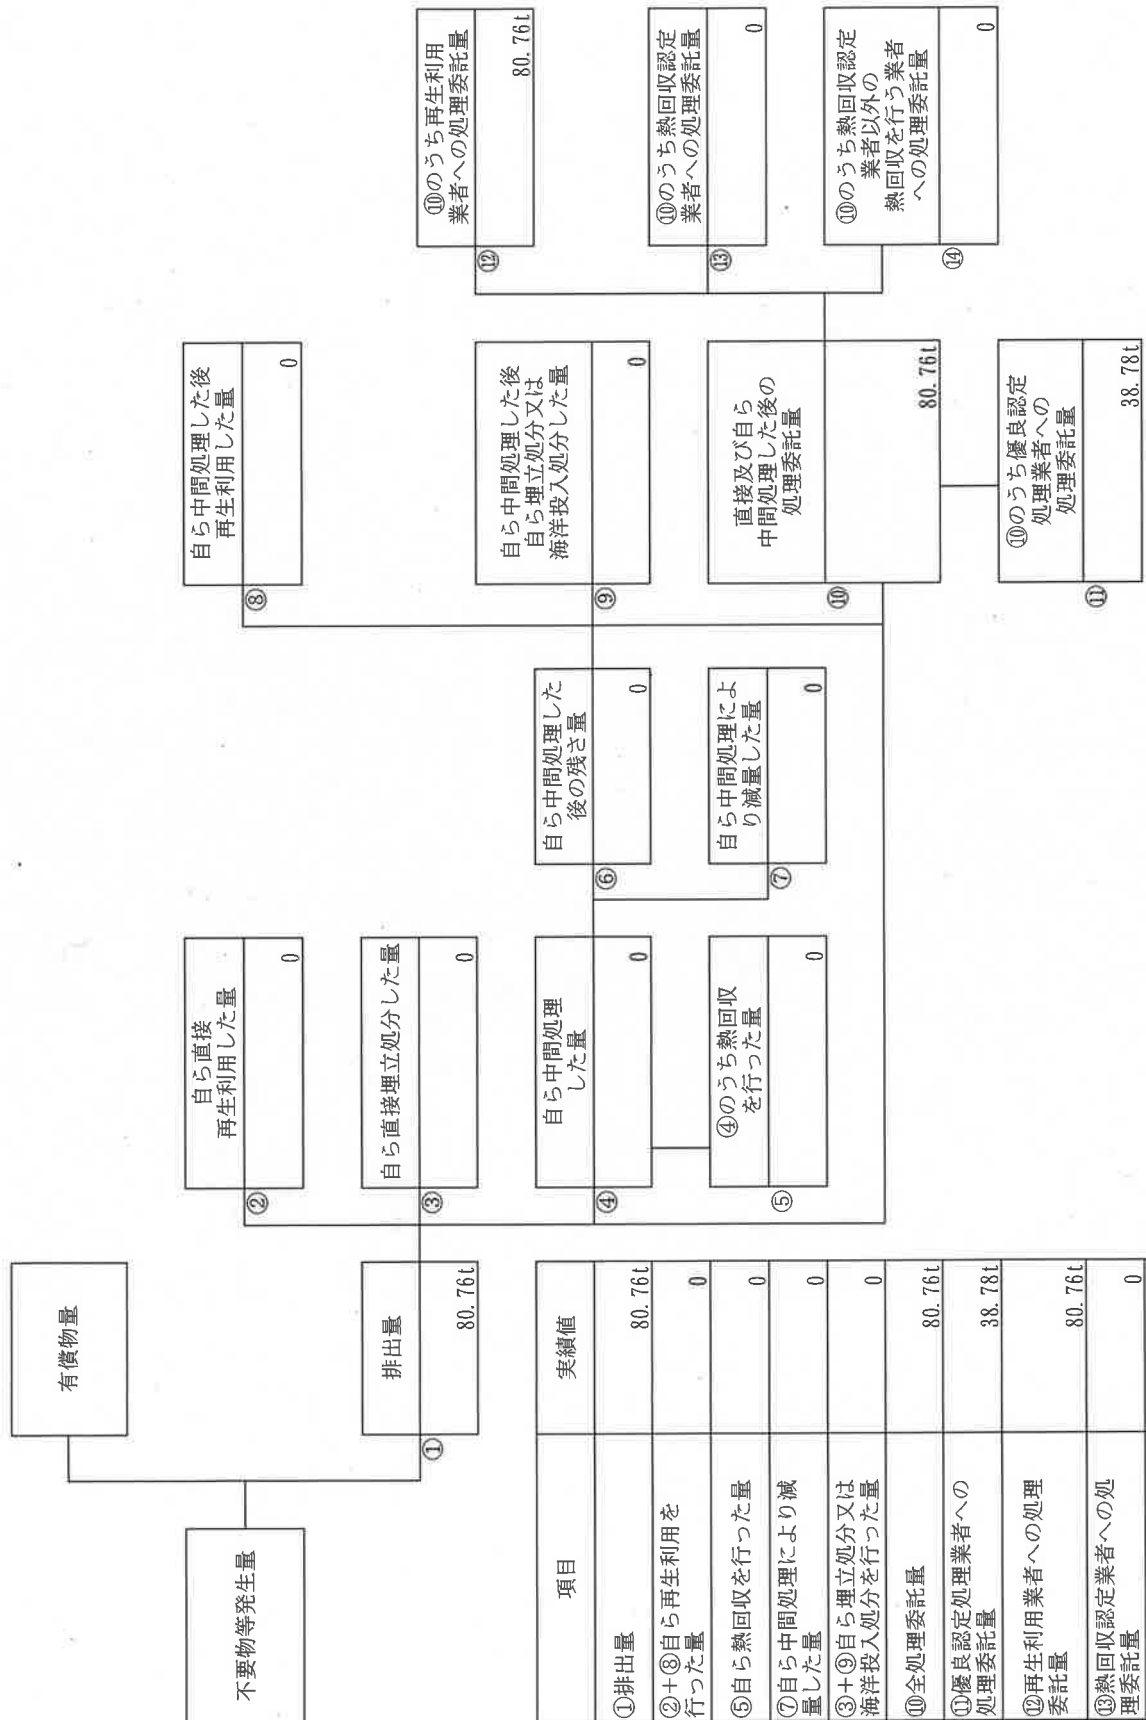 不要物等発生量
有償物量
排出量
①
80.76t
自ら直接
再生利用した量
②
0
自ら直接埋立処分した量
③
0
自ら中間処理
した量
④
0
④のうち熱回収
を行った量
⑤
0
自ら中間処理した
後の残さ量
⑥
0
自ら中間処理によ
り減量した量
⑦
0
自ら中間処理した後
再生利用した量
⑧
0
自ら中間処理した後
自ら埋立処分又は
海洋投入処分した量
⑨
0
直接及び自ら
中間処理した後の
処理委託量
⑩
80.76t
⑩のうち優良認定
処理業者への
処理委託量
⑪
38.78t
⑩のうち再生利用
業者への処理委託量
⑫
80.76t
⑩のうち熱回収認定
業者への処理委託量
⑬
0
⑩のうち熱回収認定
業者以外の
熱回収を行う業者
への処理委託量
⑭
0
項目 実績値
①排出量 80.76t
②+⑧自ら再生利用を
行った量 0
⑤自ら熱回収を行った量 0
⑦自ら中間処理により減
量した量 0
③+⑨自ら埋立処分又は
海洋投入処分を行った量 0
⑩全処理委託量 80.76t
⑪優良認定処理業者への
処理委託量 38.78t
⑫再生利用業者への処理
委託量 80.76t
⑬熱回収認定業者への処
理委託量 0